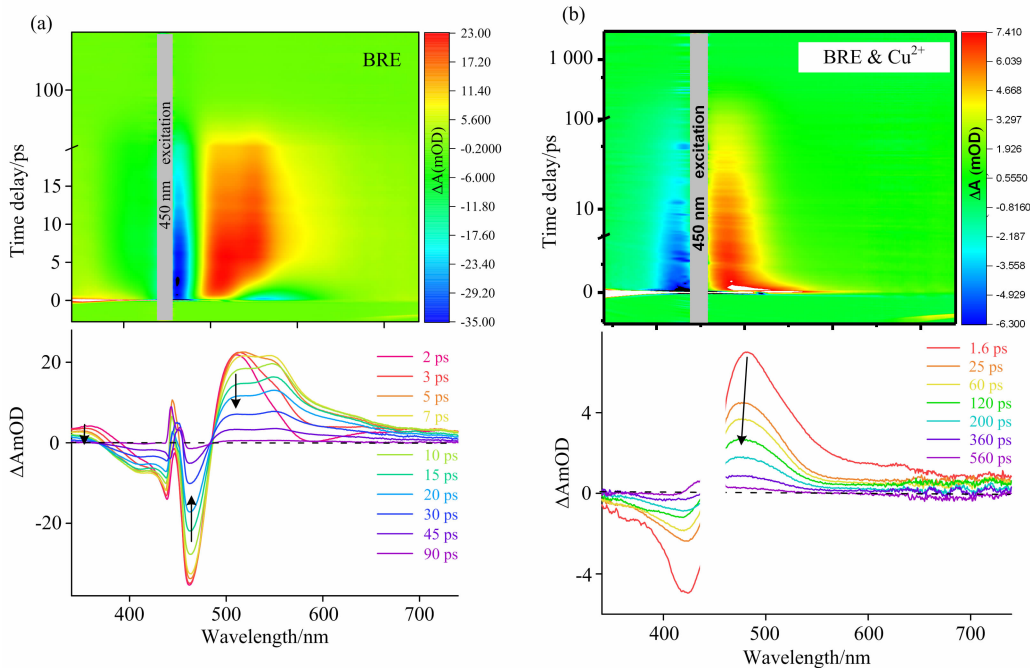 (a)
BRE
450 nm excitation
Time delay/ps
100
15
10
5
0
23.00
17.20
11.40
5.600
-0.2000
-6.000
-11.80
-17.60
-23.40
-29.20
-35.00
ΔA(mOD)
20
0
-20
ΔAmOD
2 ps
3 ps
5 ps
7 ps
10 ps
15 ps
20 ps
30 ps
45 ps
90 ps
400
500
600
700
Wavelength/nm
(b)
BRE & Cu²⁺
450 nm excitation
Time delay/ps
1 000
100
10
0
7.410
6.039
4.668
3.297
1.926
0.5550
-0.8160
-2.187
-3.558
-4.929
-6.300
ΔA (mOD)
4
0
-4
ΔAmOD
1.6 ps
25 ps
60 ps
120 ps
200 ps
360 ps
560 ps
400
500
600
700
Wavelength/nm